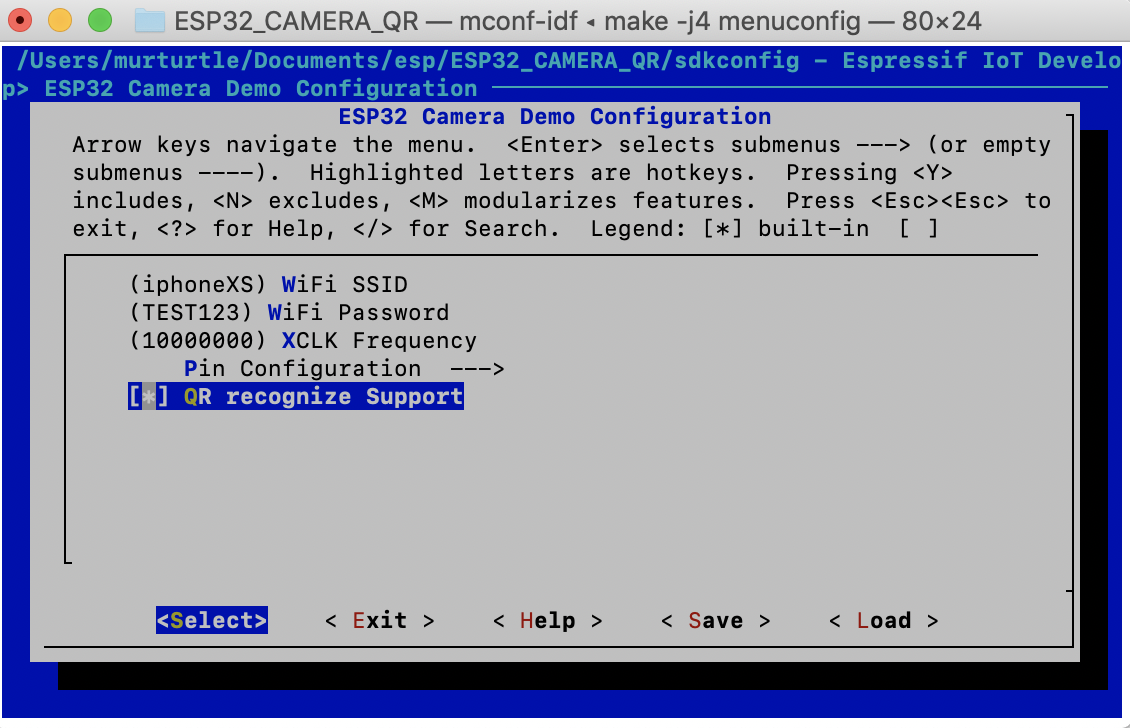 ESP32_CAMERA_QR — mconf-idf ◂ make -j4 menuconfig — 80×24
/Users/murturtle/Documents/esp/ESP32_CAMERA_QR/sdkconfig - Espressif IoT Develo
p> ESP32 Camera Demo Configuration
ESP32 Camera Demo Configuration
Arrow keys navigate the menu.  <Enter> selects submenus ---> (or empty
submenus ----).  Highlighted letters are hotkeys.  Pressing <Y>
includes, <N> excludes, <M> modularizes features.  Press <Esc><Esc> to
exit, <?> for Help, </> for Search.  Legend: [*] built-in  [ ]
(iphoneXS) WiFi SSID
(TEST123) WiFi Password
(10000000) XCLK Frequency
Pin Configuration  --->
[*] QR recognize Support
<Select>    < Exit >    < Help >    < Save >    < Load >